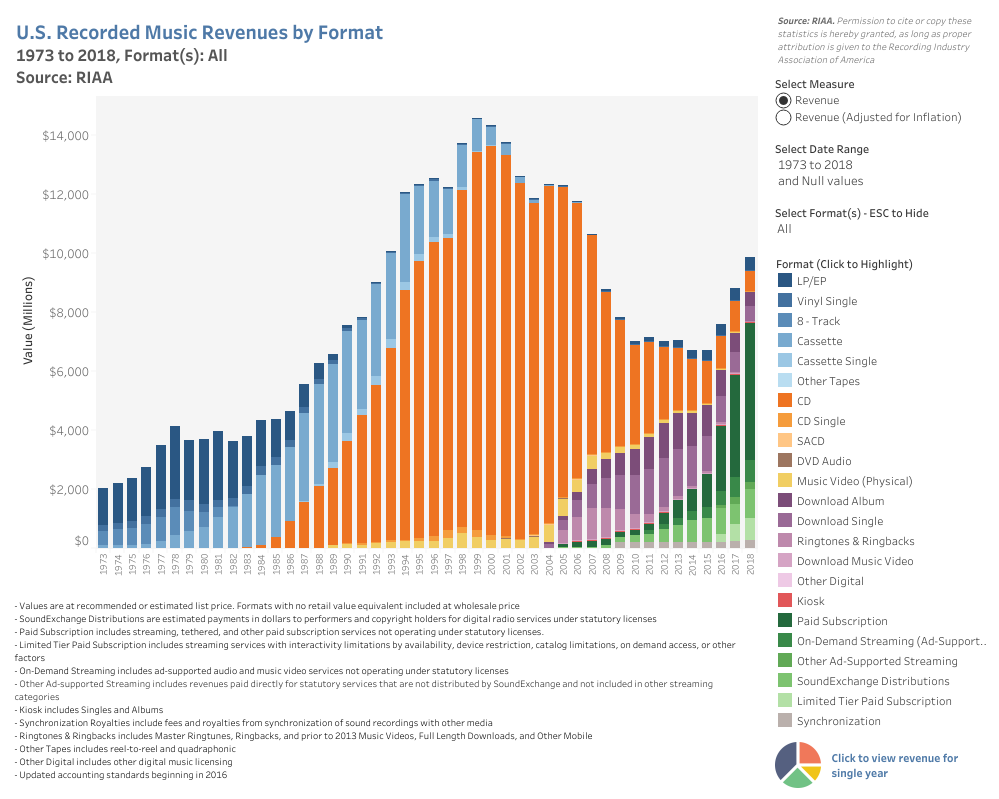 U.S. Recorded Music Revenues by Format
1973 to 2018, Format(s): All
Source: RIAA
Source: RIAA. Permission to cite or copy these
statistics is hereby granted, as long as proper
attribution is given to the Recording Industry
Association of America
Select Measure
Revenue
Revenue (Adjusted for Inflation)
Select Date Range
1973 to 2018
and Null values
Select Format(s) - ESC to Hide
All
Format (Click to Highlight)
LP/EP
Vinyl Single
8 - Track
Cassette
Cassette Single
Other Tapes
CD
CD Single
SACD
DVD Audio
Music Video (Physical)
Download Album
Download Single
Ringtones & Ringbacks
Download Music Video
Other Digital
Kiosk
Paid Subscription
On-Demand Streaming (Ad-Support..
Other Ad-Supported Streaming
SoundExchange Distributions
Limited Tier Paid Subscription
Synchronization
Click to view revenue for
single year
Value (Millions)
$14,000
$12,000
$10,000
$8,000
$6,000
$4,000
$2,000
$0
1973
1974
1975
1976
1977
1978
1979
1980
1981
1982
1983
1984
1985
1986
1987
1988
1989
1990
1991
1992
1993
1994
1995
1996
1997
1998
1999
2000
2001
2002
2003
2004
2005
2006
2007
2008
2009
2010
2011
2012
2013
2014
2015
2016
2017
2018
- Values are at recommended or estimated list price. Formats with no retail value equivalent included at wholesale price
- SoundExchange Distributions are estimated payments in dollars to performers and copyright holders for digital radio services under statutory licenses
- Paid Subscription includes streaming, tethered, and other paid subscription services not operating under statutory licenses.
- Limited Tier Paid Subscription includes streaming services with interactivity limitations by availability, device restriction, catalog limitations, on demand access, or other
factors
- On-Demand Streaming includes ad-supported audio and music video services not operating under statutory licenses
- Other Ad-supported Streaming includes revenues paid directly for statutory services that are not distributed by SoundExchange and not included in other streaming
categories
- Kiosk includes Singles and Albums
- Synchronization Royalties include fees and royalties from synchronization of sound recordings with other media
- Ringtones & Ringbacks includes Master Ringtunes, Ringbacks, and prior to 2013 Music Videos, Full Length Downloads, and Other Mobile
- Other Tapes includes reel-to-reel and quadraphonic
- Other Digital includes other digital music licensing
- Updated accounting standards beginning in 2016